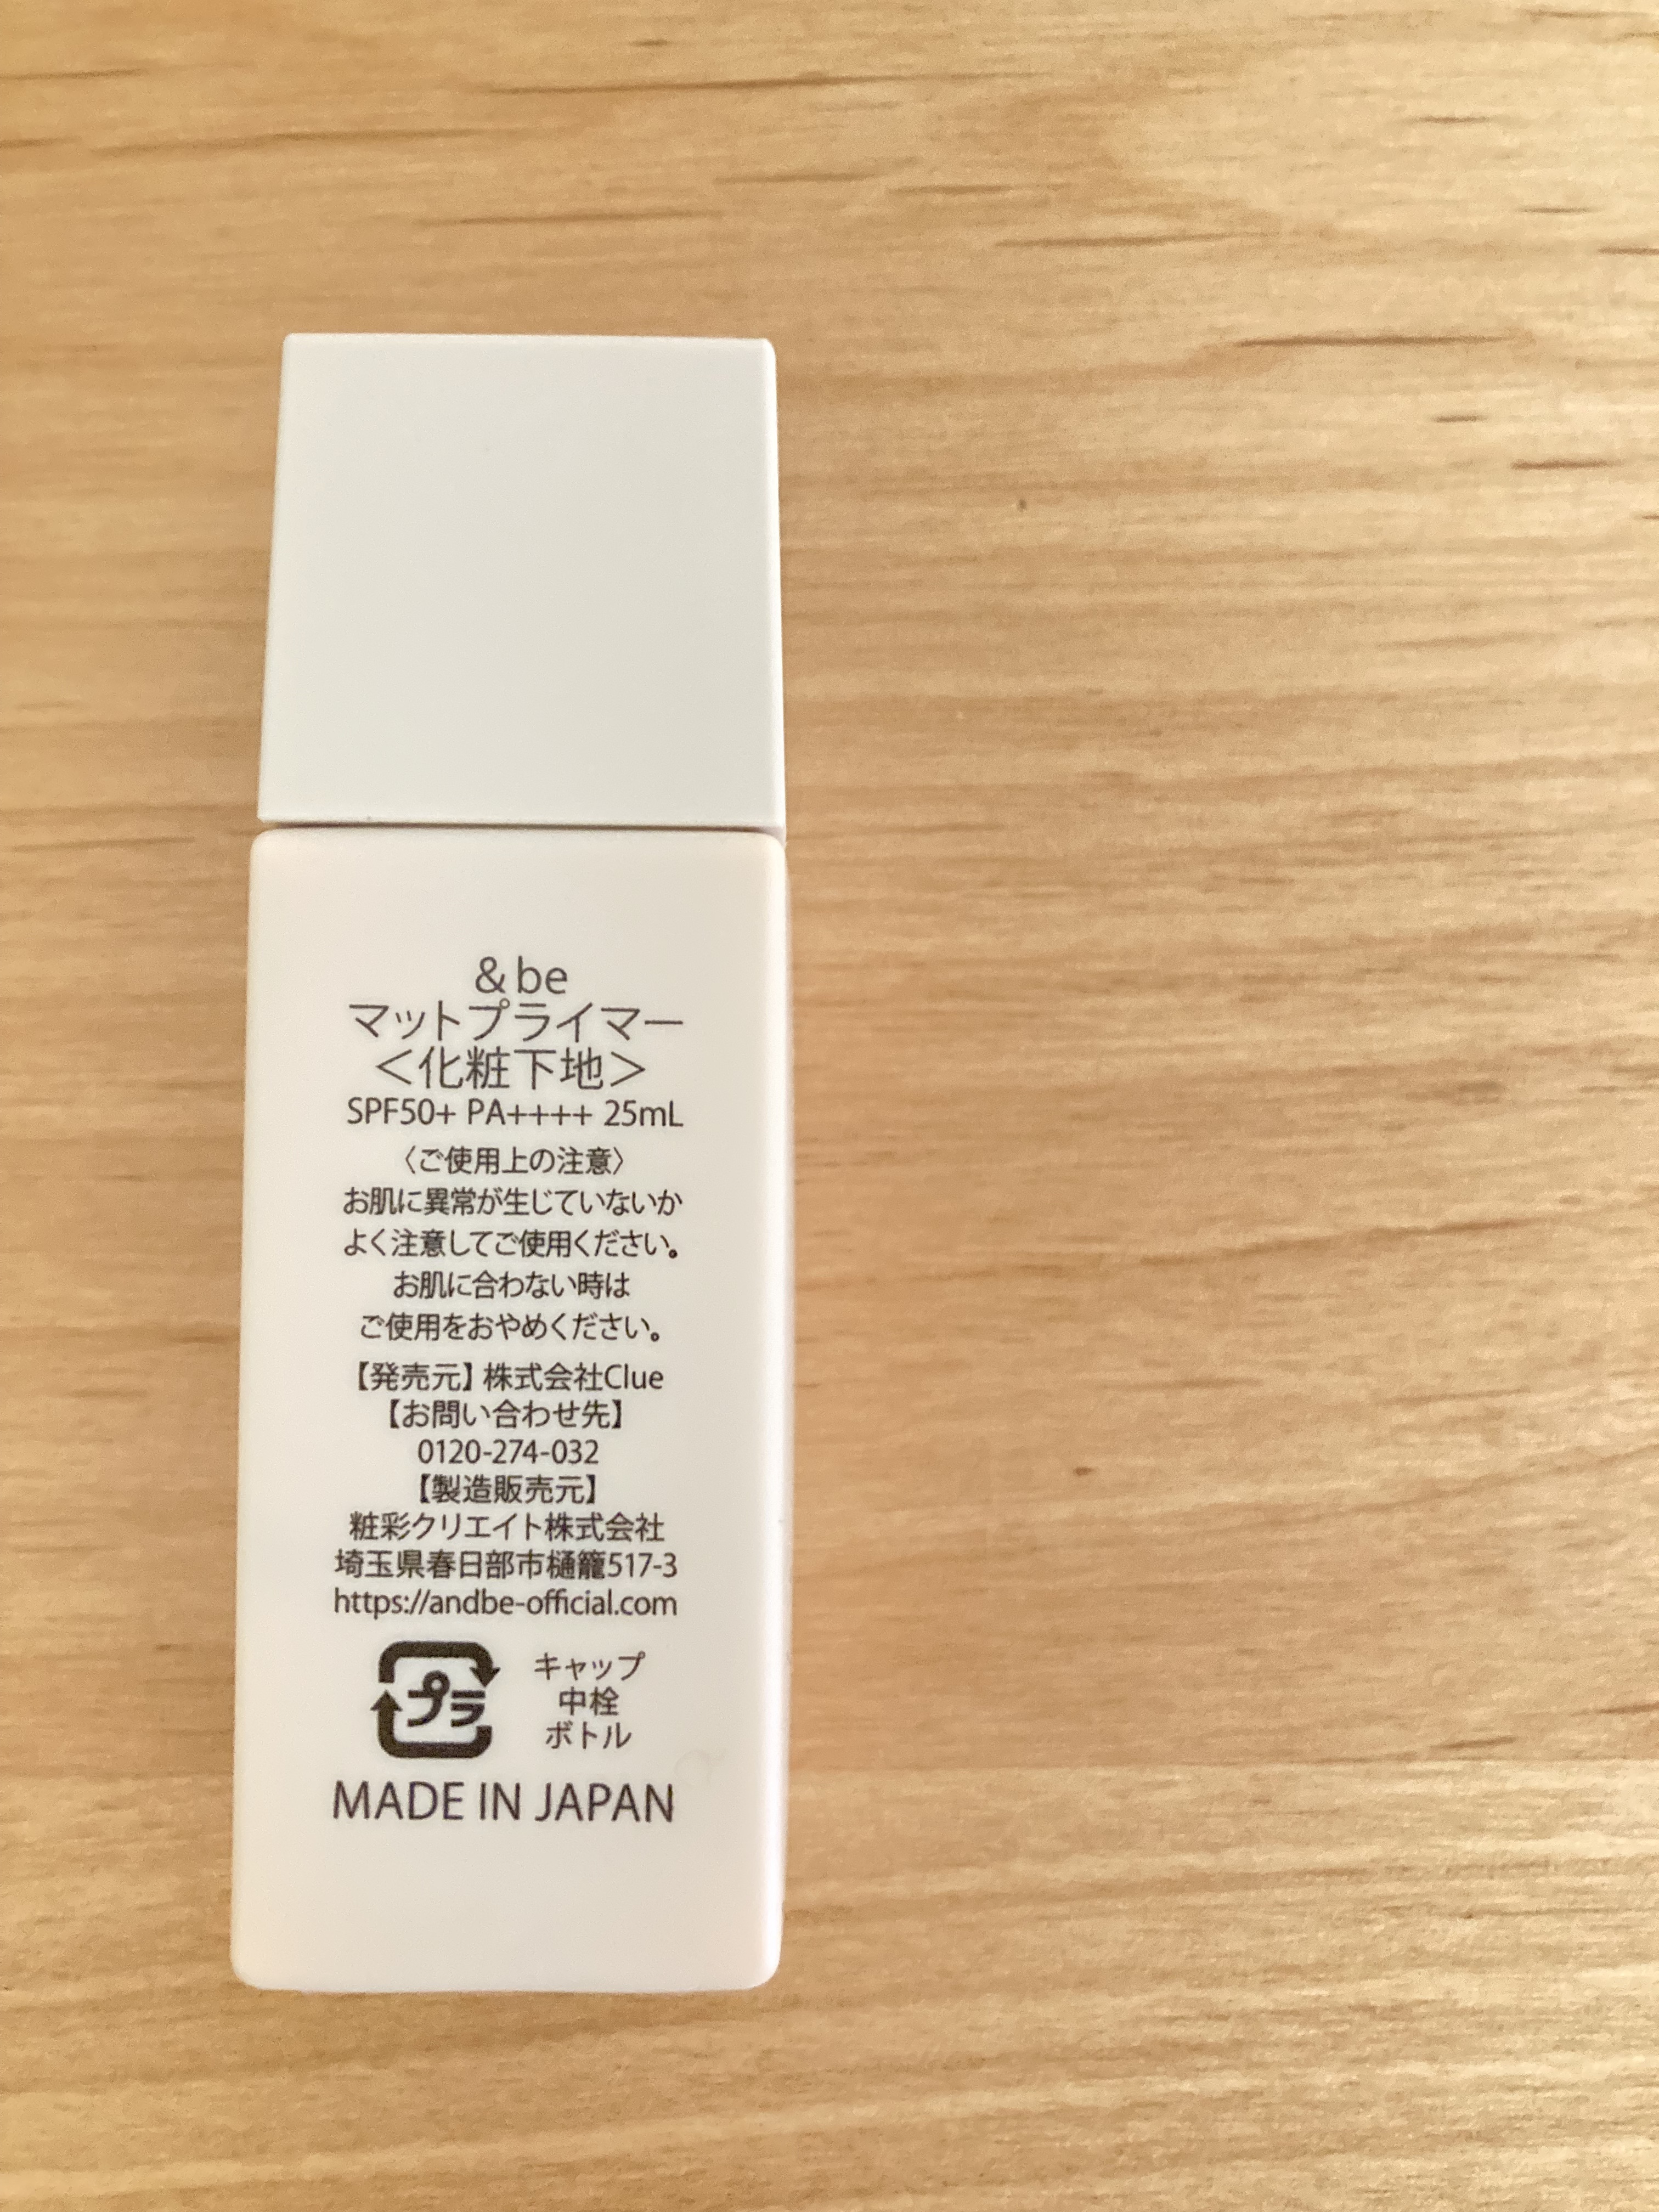 &be
マットプライマー
＜化粧下地＞
SPF50+ PA++++ 25mL
〈ご使用上の注意〉
お肌に異常が生じていないか
よく注意してご使用ください。
お肌に合わない時は
ご使用をおやめください。
【発売元】株式会社Clue
【お問い合わせ先】
0120-274-032
【製造販売元】
粧彩クリエイト株式会社
埼玉県春日部市樋籠517-3
https://andbe-official.com
プラ
キャップ
中栓
ボトル
MADE IN JAPAN